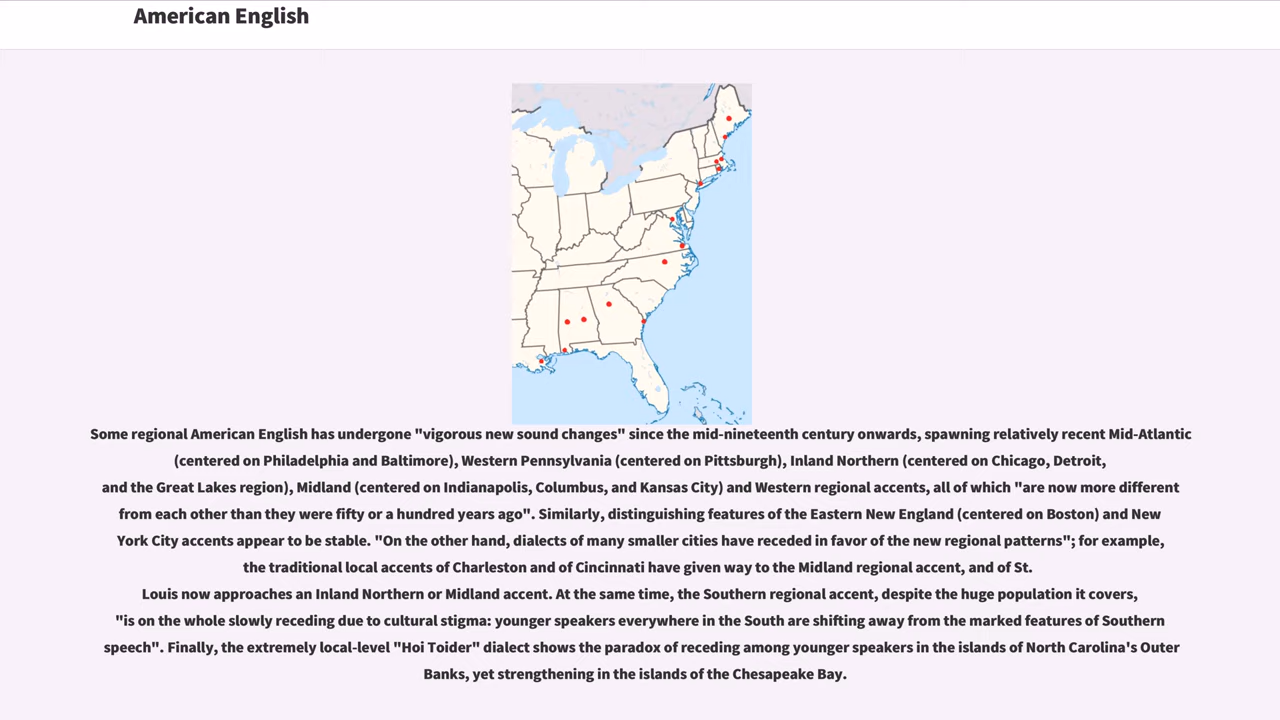 American English
Some regional American English has undergone "vigorous new sound changes" since the mid-nineteenth century onwards, spawning relatively recent Mid-Atlantic
(centered on Philadelphia and Baltimore), Western Pennsylvania (centered on Pittsburgh), Inland Northern (centered on Chicago, Detroit,
and the Great Lakes region), Midland (centered on Indianapolis, Columbus, and Kansas City) and Western regional accents, all of which "are now more different
from each other than they were fifty or a hundred years ago". Similarly, distinguishing features of the Eastern New England (centered on Boston) and New
York City accents appear to be stable. "On the other hand, dialects of many smaller cities have receded in favor of the new regional patterns"; for example,
the traditional local accents of Charleston and of Cincinnati have given way to the Midland regional accent, and of St.
Louis now approaches an Inland Northern or Midland accent. At the same time, the Southern regional accent, despite the huge population it covers,
"is on the whole slowly receding due to cultural stigma: younger speakers everywhere in the South are shifting away from the marked features of Southern
speech". Finally, the extremely local-level "Hoi Toider" dialect shows the paradox of receding among younger speakers in the islands of North Carolina's Outer
Banks, yet strengthening in the islands of the Chesapeake Bay.